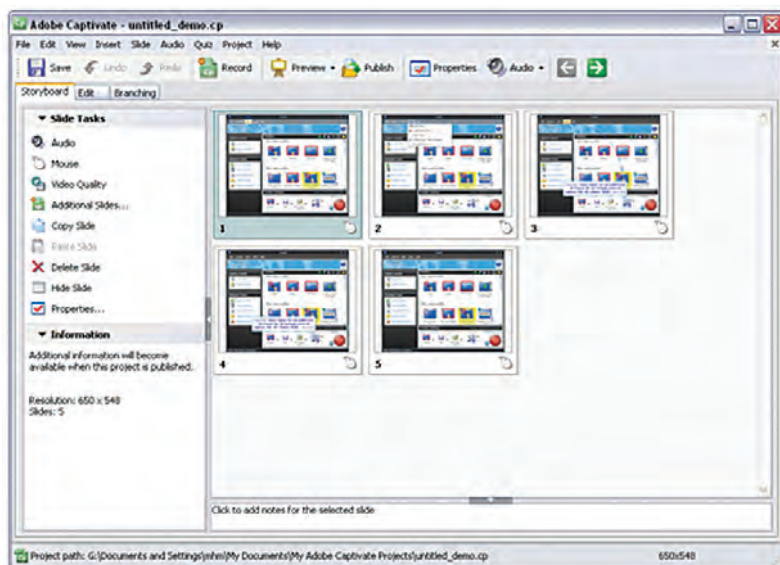 Adobe Captivate - untitled_demo.cp
File Edit View Insert Slide Audio Quiz Project Help
Save Undo Redo Record Preview Publish Properties Audio
Storyboard Edit Branching
Slide Tasks
Audio
Mouse
Video Quality
Additional Slides...
Copy Slide
Paste Slide
Delete Slide
Hide Slide
Properties...
Information
Additional information will become
available when this project is published.
Resolution: 650 x 548
Slides: 5
1 2 3
4 5
Click to add notes for the selected slide
Project path: G:\Documents and Settings\mhm\My Documents\My Adobe Captivate Projects\untitled_demo.cp 650x548